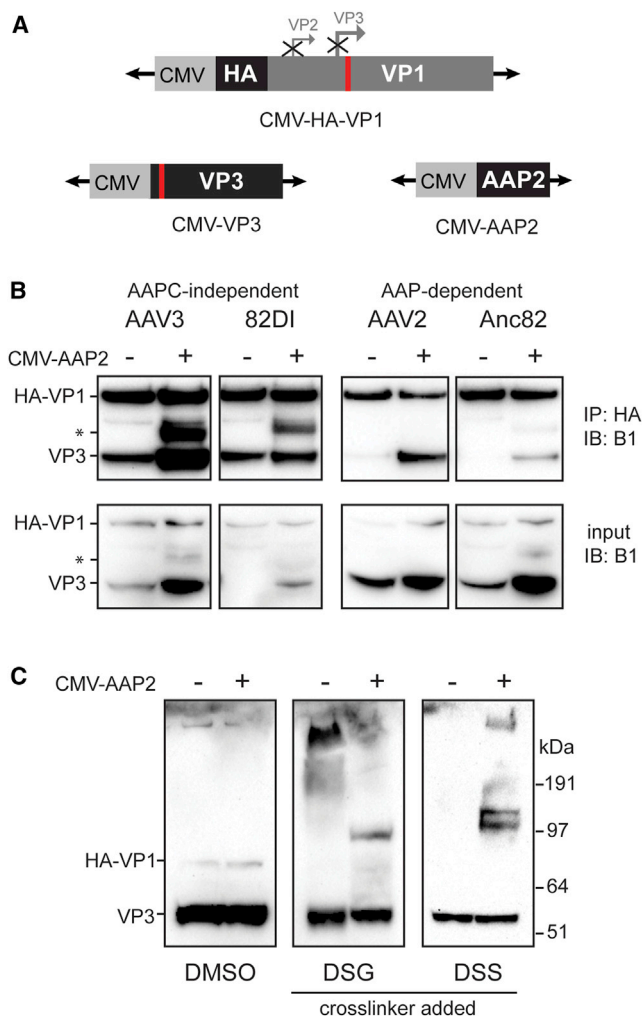 A
VP2 VP3
CMV HA VP1
CMV-HA-VP1
CMV VP3
CMV AAP2
CMV-VP3
CMV-AAP2
B
AAPC-independent AAP-dependent
AAV3 82DI AAV2 Anc82
CMV-AAP2 - + - + - + - +
HA-VP1
*
VP3
IP: HA
IB: B1
HA-VP1
*
VP3
input
IB: B1
C
CMV-AAP2 - + - + - +
kDa
-191
-97
HA-VP1
-64
VP3
-51
DMSO DSG DSS
crosslinker added